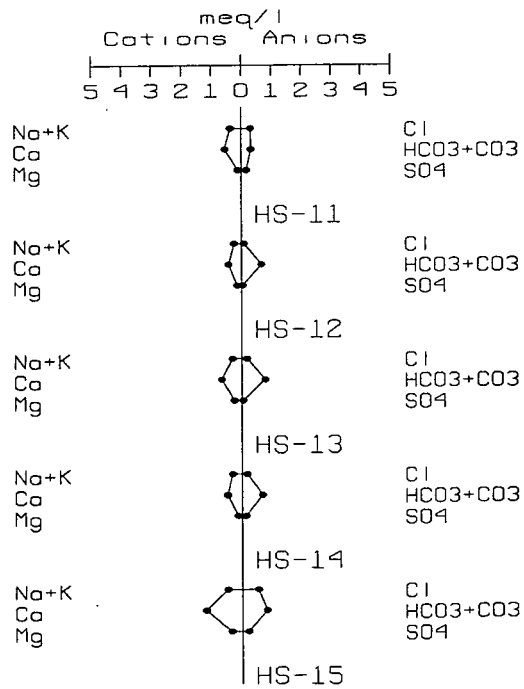 meq/l
Cations Anions
5 4 3 2 1 0 1 2 3 4 5
Na+K Cl
Ca HCO3+CO3
Mg SO4
HS-11
Na+K Cl
Ca HCO3+CO3
Mg SO4
HS-12
Na+K Cl
Ca HCO3+CO3
Mg SO4
HS-13
Na+K Cl
Ca HCO3+CO3
Mg SO4
HS-14
Na+K Cl
Ca HCO3+CO3
Mg SO4
HS-15